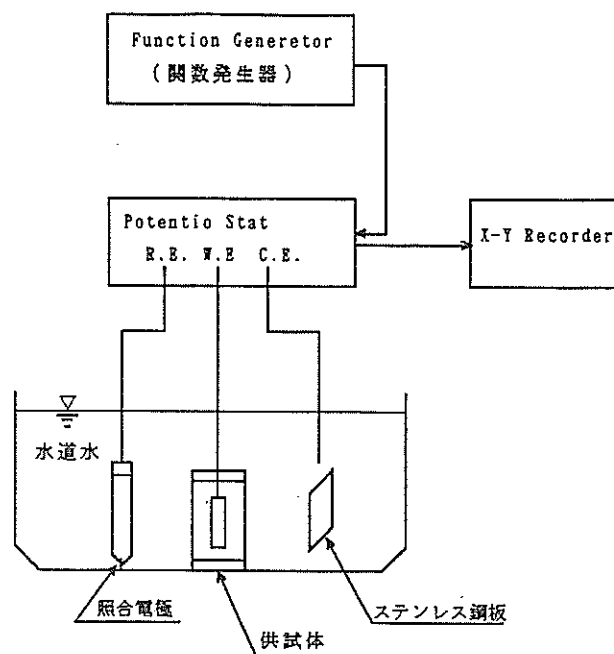 Function Generetor
(関数発生器)
Potentio Stat
R.E. W.E C.E.
X-Y Recorder
水道水
照合電極
ステンレス鋼板
供試体